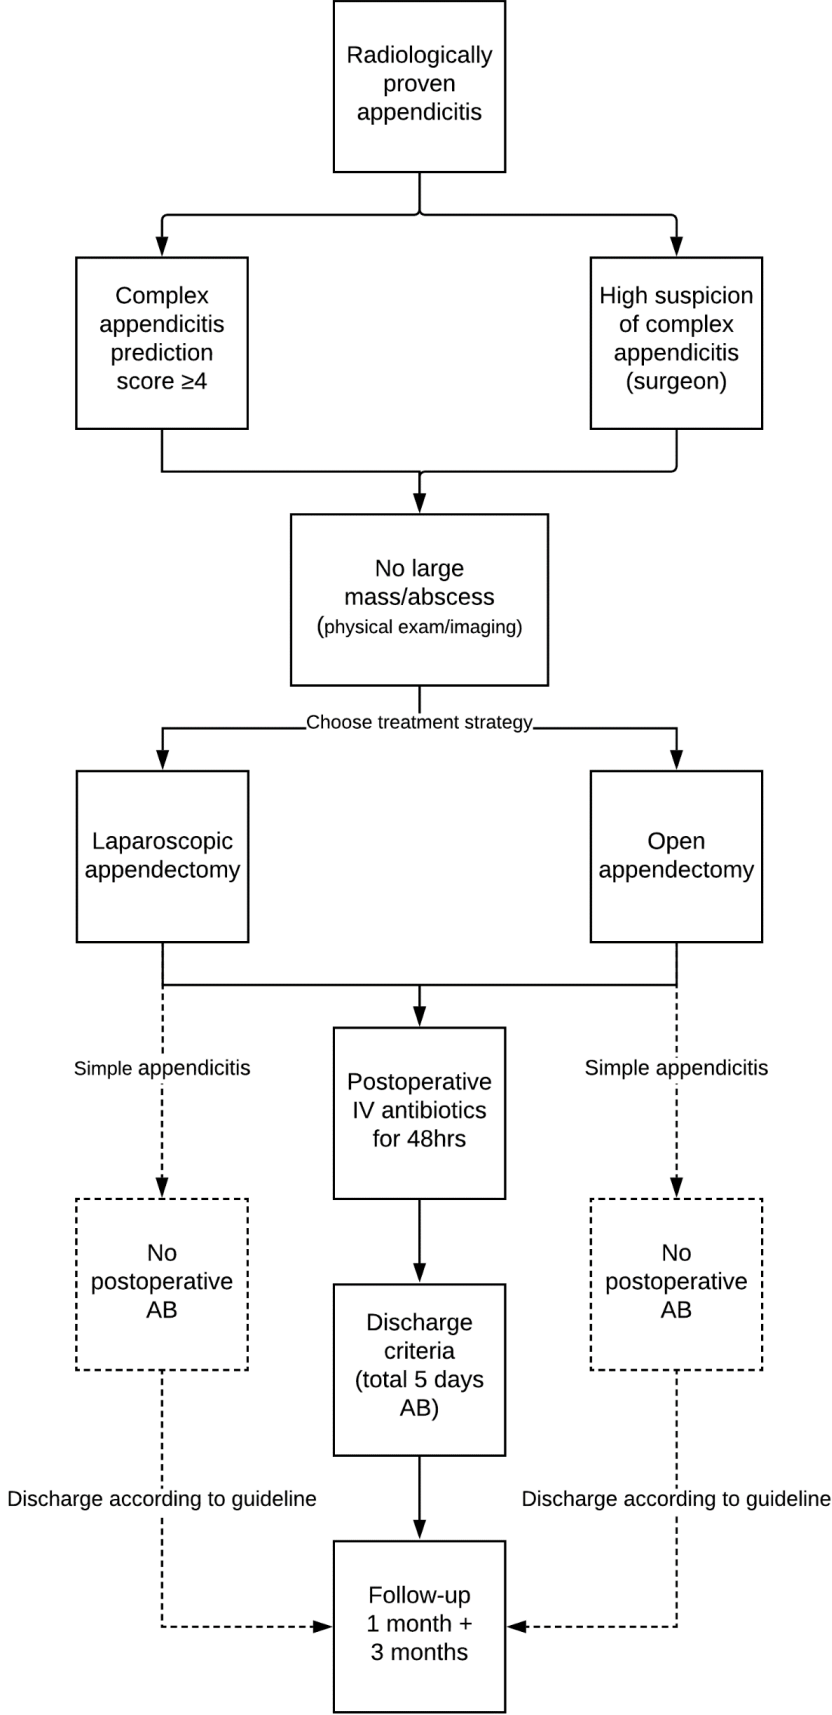 Radiologically
proven
appendicitis
Complex
appendicitis
prediction
score ≥4
High suspicion
of complex
appendicitis
(surgeon)
No large
mass/abscess
(physical exam/imaging)
Choose treatment strategy
Laparoscopic
appendectomy
Open
appendectomy
Simple appendicitis
Postoperative
IV antibiotics
for 48hrs
Simple appendicitis
No
postoperative
AB
Discharge
criteria
(total 5 days
AB)
No
postoperative
AB
Discharge according to guideline
Discharge according to guideline
Follow-up
1 month +
3 months